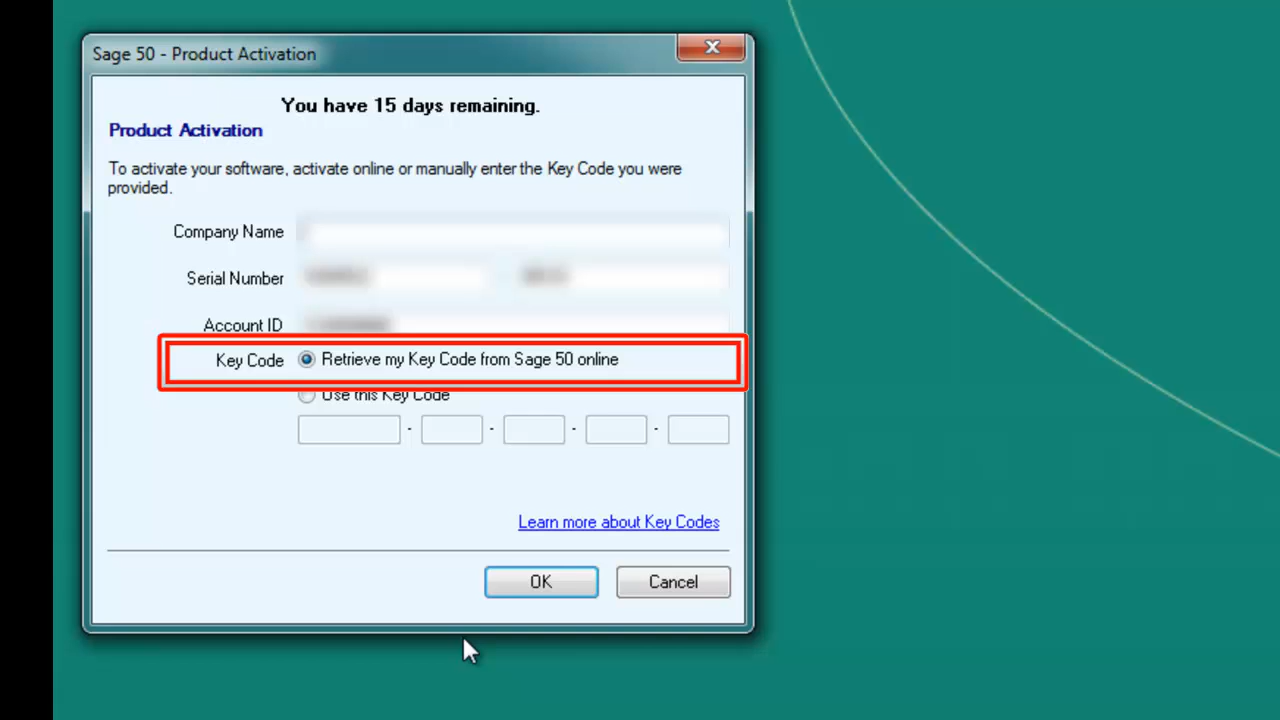 Sage 50 - Product Activation
You have 15 days remaining.
Product Activation
To activate your software, activate online or manually enter the Key Code you were
provided.
Company Name
Serial Number
Account ID
Key Code Retrieve my Key Code from Sage 50 online
Use this Key Code
- - - -
Learn more about Key Codes
OK Cancel